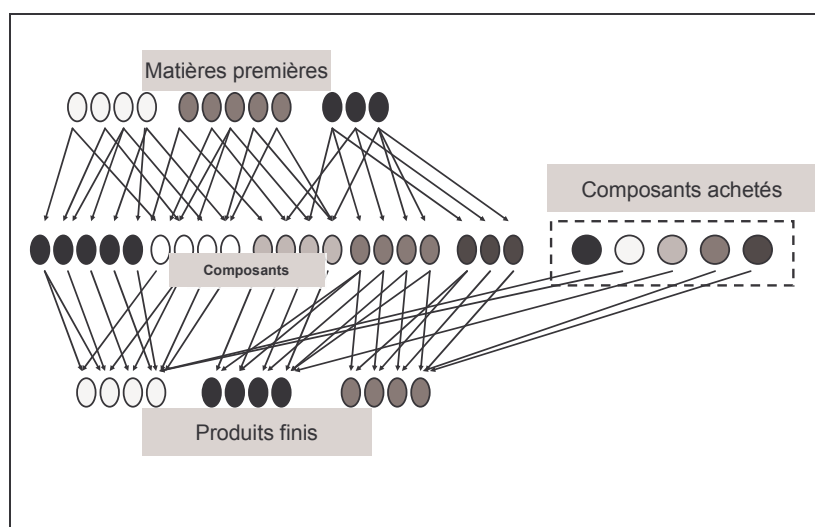 Matières premières
Composants achetés
Composants
Produits finis